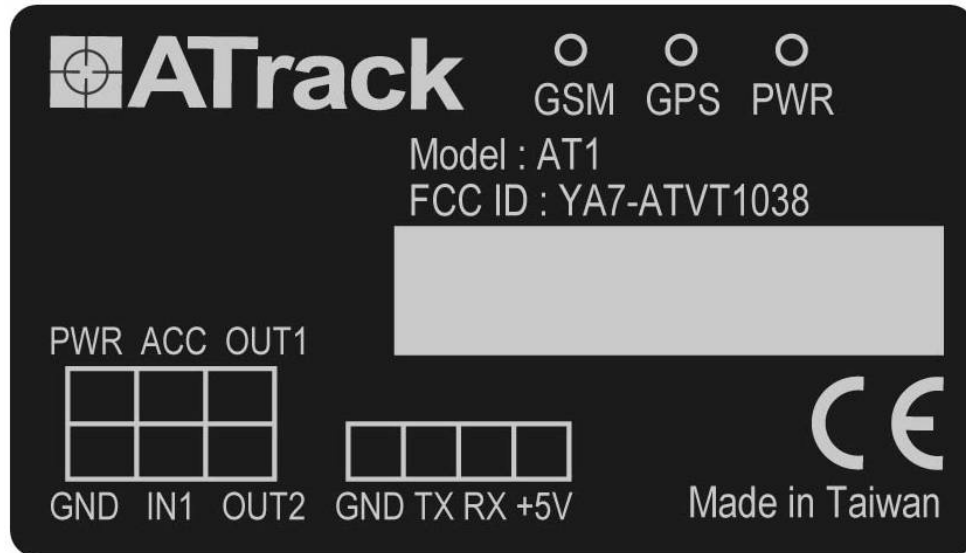 ATrack
GSM GPS PWR
Model : AT1
FCC ID : YA7-ATVT1038
PWR ACC OUT1
GND IN1 OUT2
GND TX RX +5V
CE
Made in Taiwan